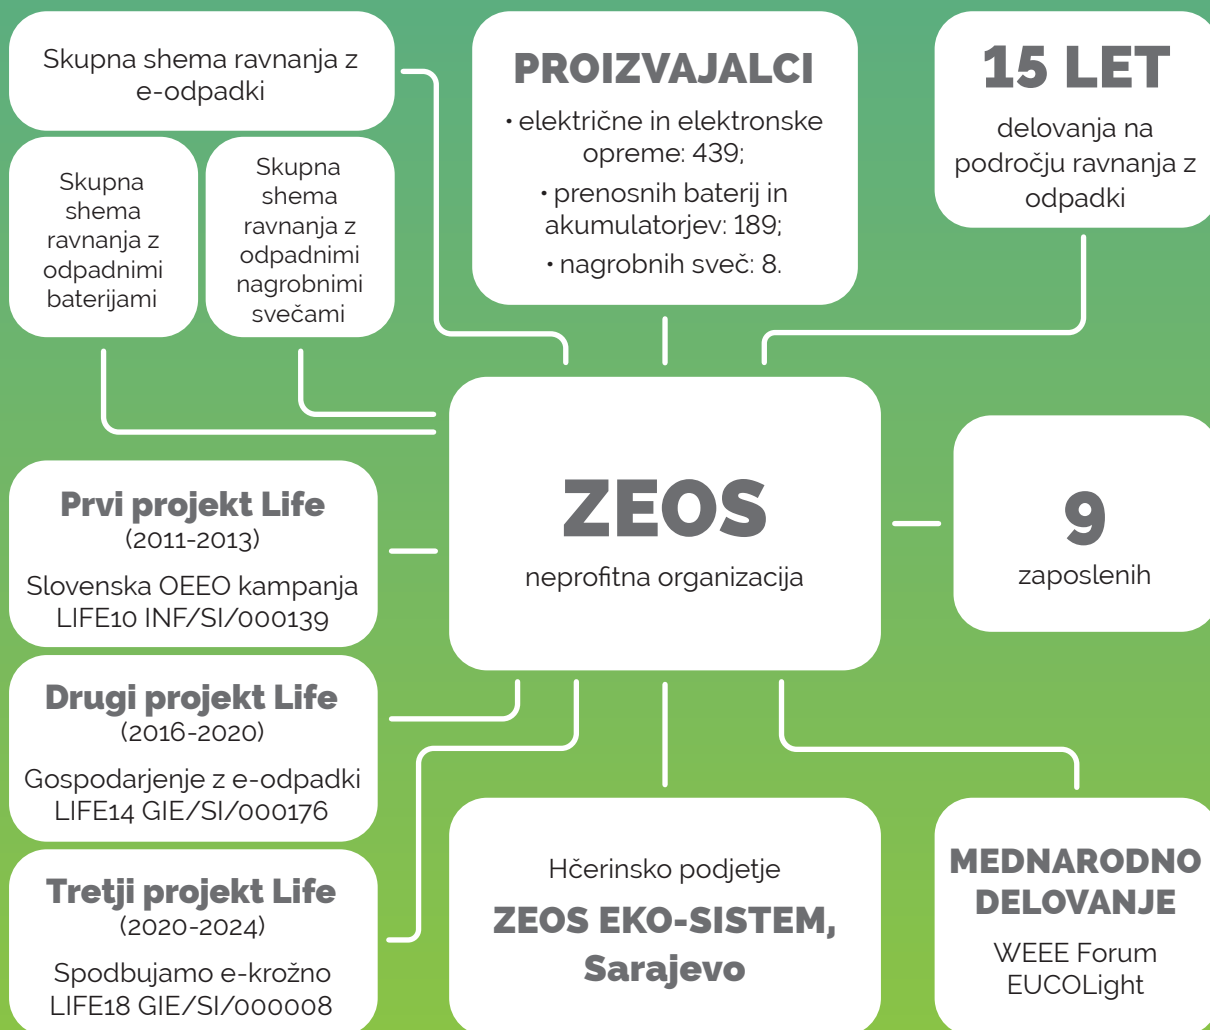 Skupna shema ravnanja z
e-odpadki
Skupna
shema
ravnanja z
odpadnimi
baterijami
Skupna
shema
ravnanja z
odpadnimi
nagrobnimi
svečami
PROIZVAJALCI
• električne in elektronske
opreme: 439;
• prenosnih baterij in
akumulatorjev: 189;
• nagrobnih sveč: 8.
15 LET
delovanja na
področju ravnanja z
odpadki
ZEOS
neprofitna organizacija
9
zaposlenih
Prvi projekt Life
(2011-2013)
Slovenska OEEO kampanja
LIFE10 INF/SI/000139
Drugi projekt Life
(2016-2020)
Gospodarjenje z e-odpadki
LIFE14 GIE/SI/000176
Tretji projekt Life
(2020-2024)
Spodbujamo e-krožno
LIFE18 GIE/SI/000008
Hčerinsko podjetje
ZEOS EKO-SISTEM,
Sarajevo
MEDNARODNO
DELOVANJE
WEEE Forum
EUCOLight